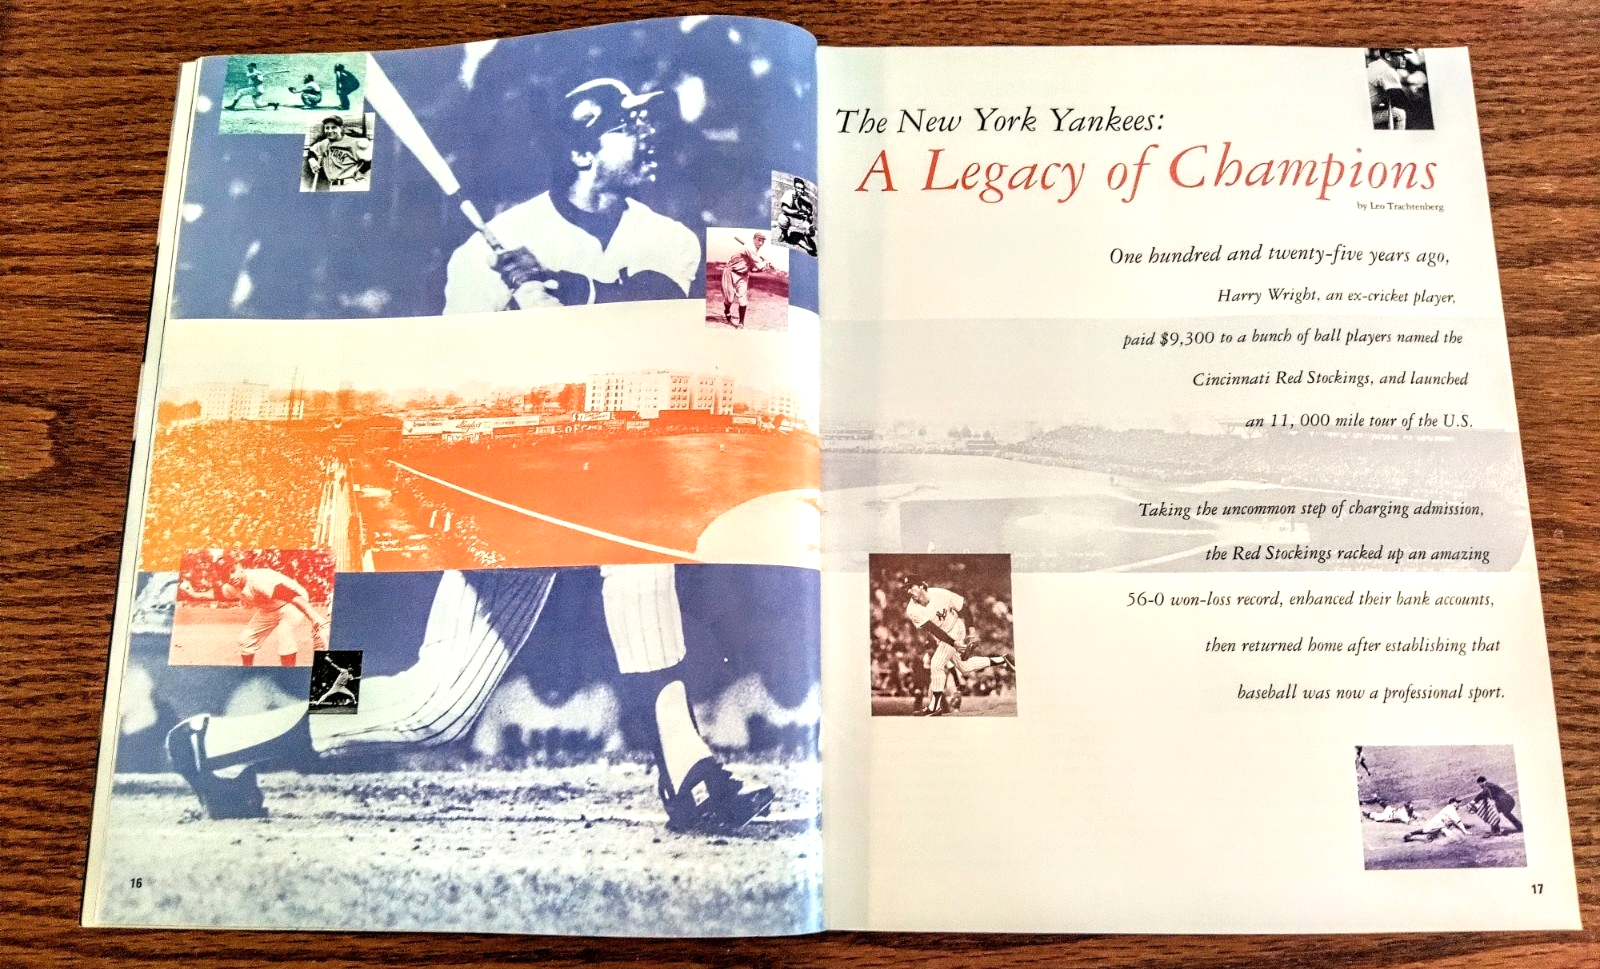 The New York Yankees:
A Legacy of Champions
by Leo Trachtenberg
One hundred and twenty-five years ago,
Harry Wright, an ex-cricket player,
paid $9,300 to a bunch of ball players named the
Cincinnati Red Stockings, and launched
an 11, 000 mile tour of the U.S.
Taking the uncommon step of charging admission,
the Red Stockings racked up an amazing
56-0 won-loss record, enhanced their bank accounts,
then returned home after establishing that
baseball was now a professional sport.
16
17